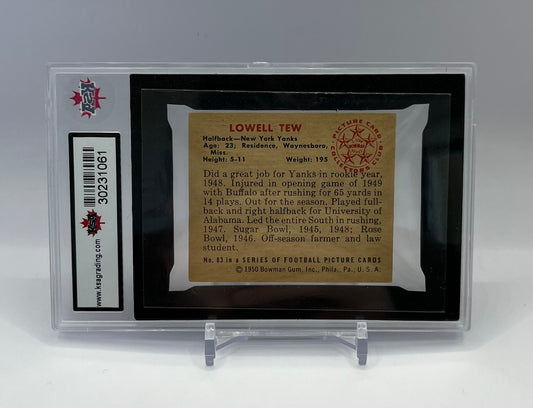 LOWELL TEW
Halfback—New York Yanks
Age: 23; Residence, Waynesboro,
Miss.
Height: 5-11 Weight: 195
PICTURE CARD
COLLECTORS CLUB
BOWMAN
Did a great job for Yanks in rookie year,
1948. Injured in opening game of 1949
with Buffalo after rushing for 65 yards in
14 plays. Out for the season. Played full-
back and right halfback for University of
Alabama. Led the entire South in rushing,
1947. Sugar Bowl, 1945, 1948; Rose
Bowl, 1946. Off-season farmer and law
student.
No. 83 in a SERIES OF FOOTBALL PICTURE CARDS
© 1950 Bowman Gum, Inc., Phila., Pa., U. S. A.
KSA
30231061
www.ksagrading.com